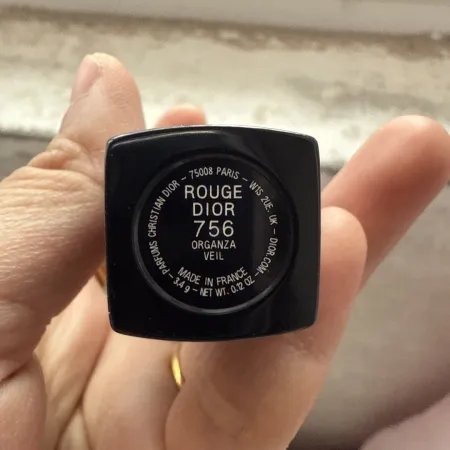 ROUGE
DIOR
756
ORGANZA
VEIL
MADE IN FRANCE
PARFUMS CHRISTIAN DIOR – 75008 PARIS – W1S 2UE. UK – DIOR.COM – 3,4 g – NET WT. 0.12 OZ –